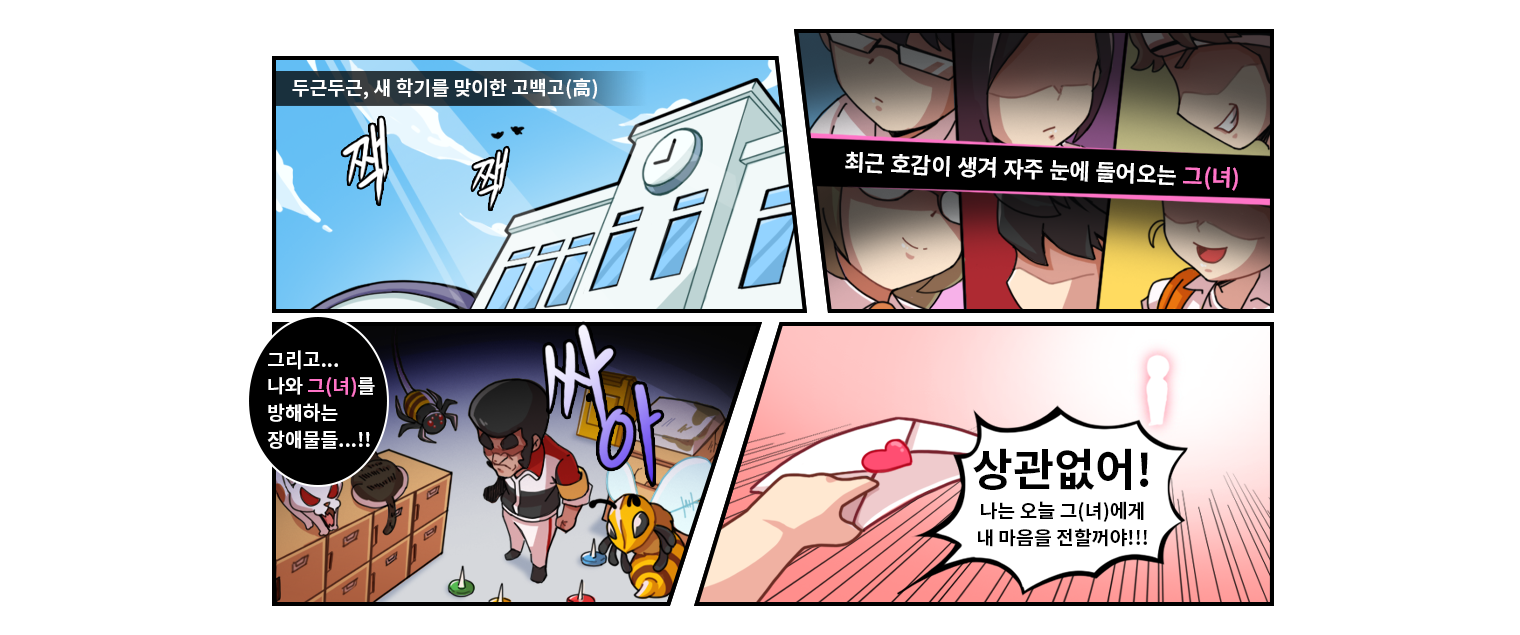 두근두근, 새 학기를 맞이한 고백고(高)
짹
짹
최근 호감이 생겨 자주 눈에 들어오는 그(녀)
그리고...
나와 그(녀)를
방해하는
장애물들...!!
싸
아
상관없어!
나는 오늘 그(녀)에게
내 마음을 전할꺼야!!!